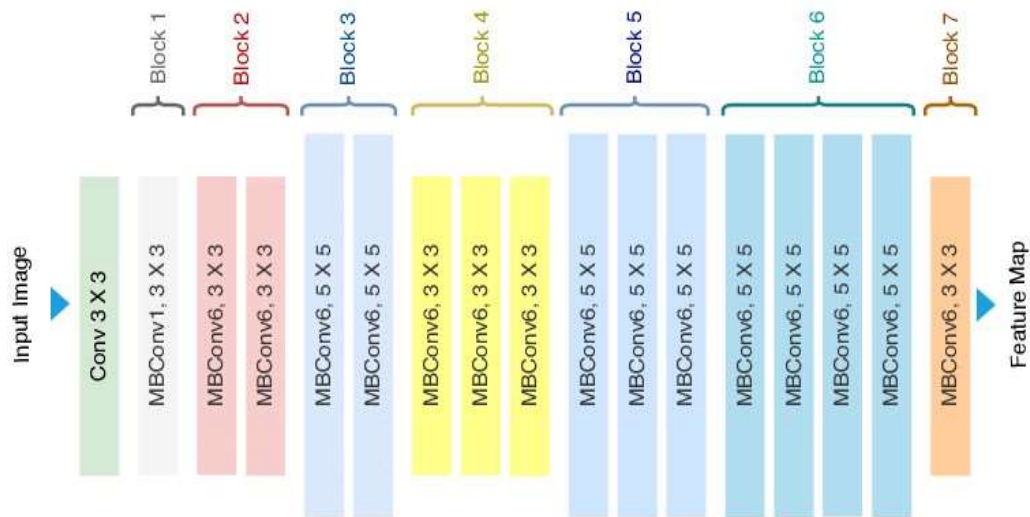 Input Image
Conv 3 X 3
Block 1
MBConv1, 3 X 3
Block 2
MBConv6, 3 X 3
MBConv6, 3 X 3
Block 3
MBConv6, 5 X 5
MBConv6, 5 X 5
Block 4
MBConv6, 3 X 3
MBConv6, 3 X 3
MBConv6, 3 X 3
Block 5
MBConv6, 5 X 5
MBConv6, 5 X 5
MBConv6, 5 X 5
Block 6
MBConv6, 5 X 5
MBConv6, 5 X 5
MBConv6, 5 X 5
MBConv6, 5 X 5
Block 7
MBConv6, 3 X 3
Feature Map